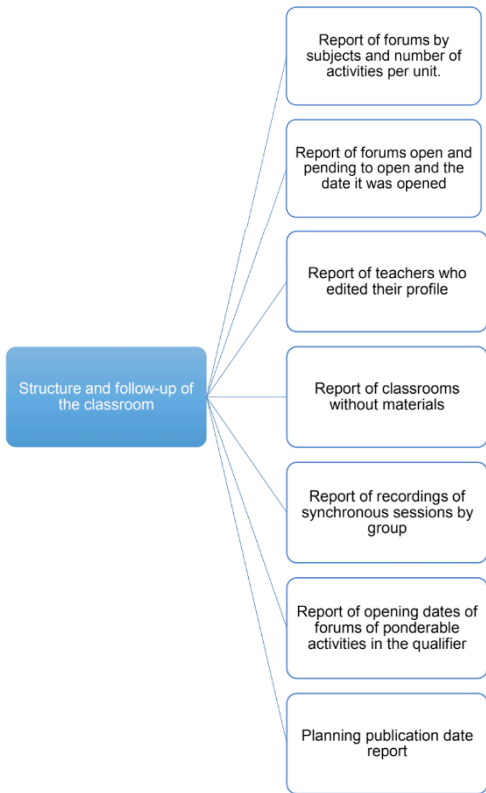 Report of forums by
subjects and number of
activities per unit.
Report of forums open and
pending to open and the
date it was opened
Report of teachers who
edited their profile
Structure and follow-up of
the classroom
Report of classrooms
without materials
Report of recordings of
synchronous sessions by
group
Report of opening dates of
forums of ponderable
activities in the qualifier
Planning publication date
report